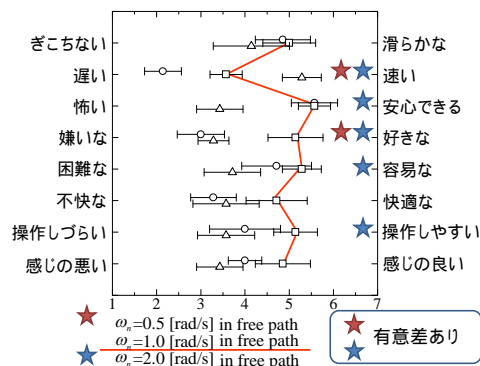 ぎこちない 滑らかな
遅い 速い
怖い 安心できる
嫌いな 好きな
困難な 容易な
不快な 快適な
操作しづらい 操作しやすい
感じの悪い 感じの良い
1 2 3 4 5 6 7
ωn=0.5 [rad/s] in free path
ωn=1.0 [rad/s] in free path
ωn=2.0 [rad/s] in free path
有意差あり